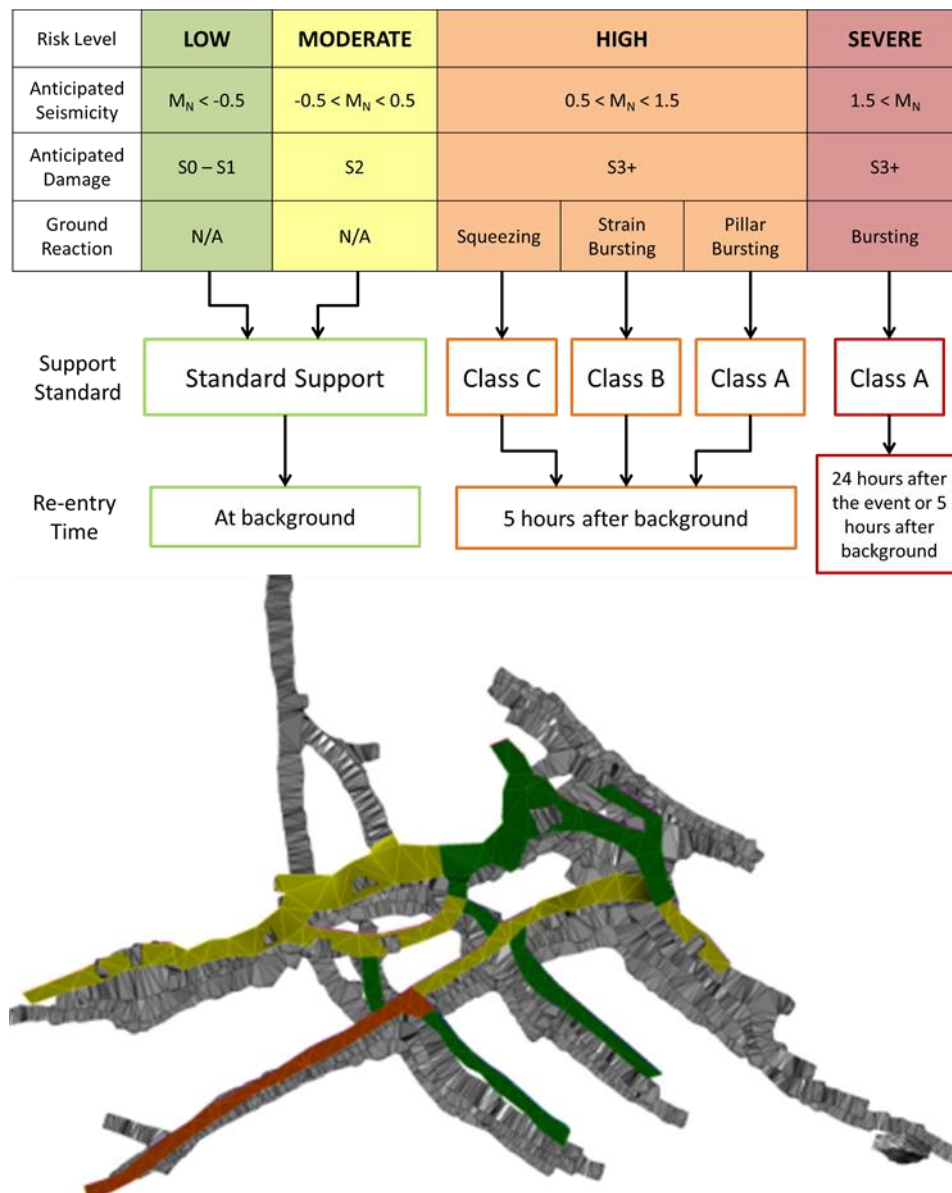 Risk Level LOW MODERATE HIGH SEVERE
Anticipated
Seismicity
M_N < -0.5 -0.5 < M_N < 0.5 0.5 < M_N < 1.5 1.5 < M_N
Anticipated
Damage
S0 – S1 S2 S3+ S3+
Ground
Reaction
N/A N/A Squeezing
Strain
Bursting
Pillar
Bursting
Bursting
Support
Standard
Standard Support Class C Class B Class A Class A
Re-entry
Time
At background 5 hours after background
24 hours after
the event or 5
hours after
background